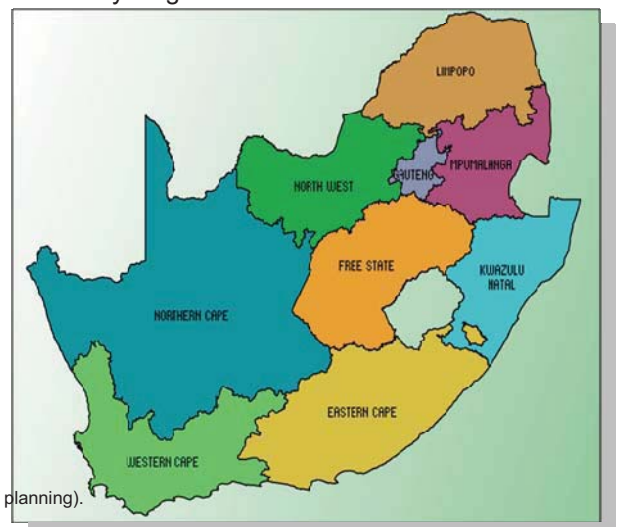 LIMPOPO
MPUMALANGA
GAUTENG
NORTH WEST
FREE STATE
KWAZULU
NATAL
NORTHERN CAPE
EASTERN CAPE
WESTERN CAPE
planning).